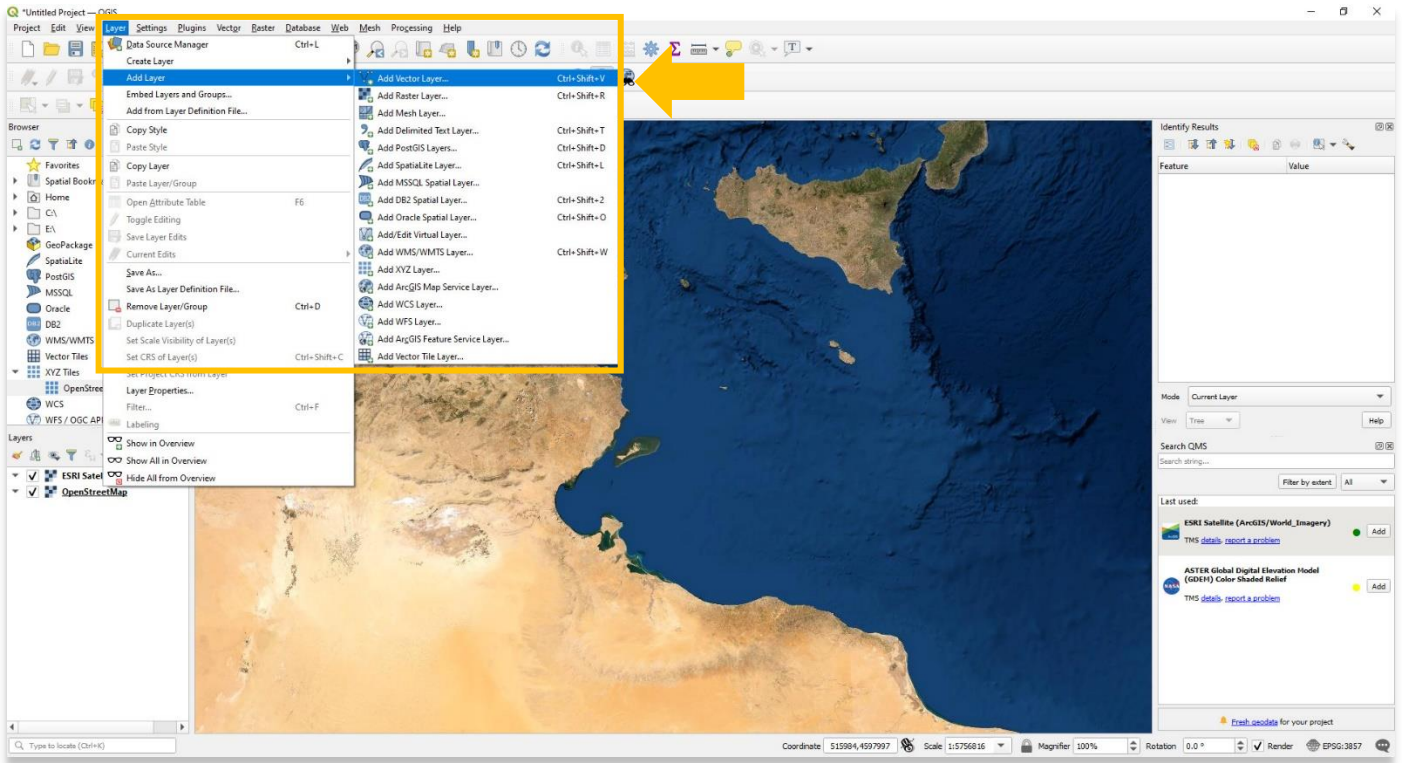 *Untitled Project — QGIS
Project Edit View Layer Settings Plugins Vector Raster Database Web Mesh Processing Help
Data Source Manager Ctrl+L
Create Layer
Add Layer
Embed Layers and Groups...
Add from Layer Definition File...
Copy Style
Paste Style
Copy Layer
Paste Layer/Group
Open Attribute Table F6
Toggle Editing
Save Layer Edits
Current Edits
Save As...
Save As Layer Definition File...
Remove Layer/Group Ctrl+D
Duplicate Layer(s)
Set Scale Visibility of Layer(s)
Set CRS of Layer(s) Ctrl+Shift+C
Set Project CRS from Layer
Layer Properties...
Filter... Ctrl+F
Labeling
Show in Overview
Show All in Overview
Hide All from Overview
Add Vector Layer... Ctrl+Shift+V
Add Raster Layer... Ctrl+Shift+R
Add Mesh Layer...
Add Delimited Text Layer... Ctrl+Shift+T
Add PostGIS Layers... Ctrl+Shift+D
Add SpatiaLite Layer... Ctrl+Shift+L
Add MSSQL Spatial Layer...
Add DB2 Spatial Layer... Ctrl+Shift+2
Add Oracle Spatial Layer... Ctrl+Shift+O
Add/Edit Virtual Layer...
Add WMS/WMTS Layer... Ctrl+Shift+W
Add XYZ Layer...
Add ArcGIS Map Service Layer...
Add WCS Layer...
Add WFS Layer...
Add ArcGIS Feature Service Layer...
Add Vector Tile Layer...
Browser
Favorites
Spatial Bookm
Home
C:\
E:\
GeoPackage
SpatiaLite
PostGIS
MSSQL
Oracle
DB2
WMS/WMTS
Vector Tiles
XYZ Tiles
OpenStree
WCS
WFS / OGC API
Layers
ESRI Satel
OpenStreetMap
Identify Results
Feature Value
Mode Current Layer
View Tree Help
Search QMS
Search string...
Filter by extent All
Last used:
ESRI Satellite (ArcGIS/World_Imagery)
TMS details, report a problem
Add
ASTER Global Digital Elevation Model
(GDEM) Color Shaded Relief
TMS details, report a problem
Add
Fresh geodata for your project
Type to locate (Ctrl+K) Coordinate 515984,4597997 Scale 1:5756816 Magnifier 100% Rotation 0.0 ° Render EPSG:3857